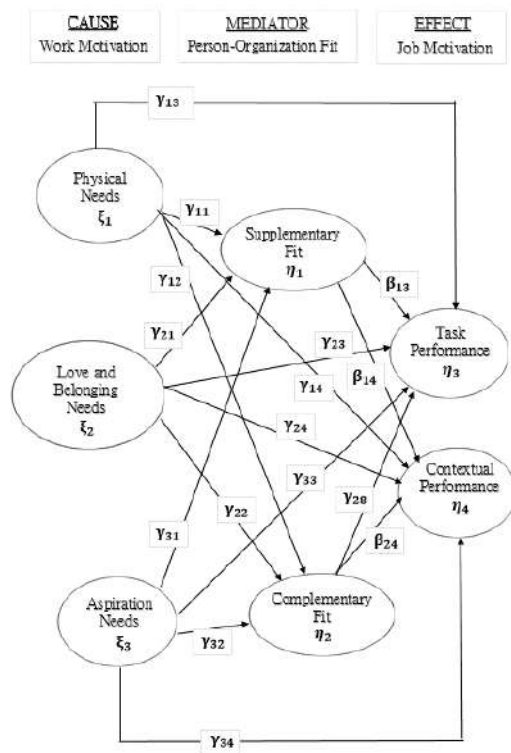 CAUSE
Work Motivation
MEDIATOR
Person-Organization Fit
EFFECT
Job Motivation
γ₁₃
Physical
Needs
ξ₁
γ₁₁
Supplementary
Fit
η₁
γ₁₂
β₁₃
γ₂₁
γ₂₃
Task
Performance
η₃
Love and
Belonging
Needs
ξ₂
γ₁₄
β₁₄
γ₂₄
γ₃₃
Contextual
Performance
η₄
γ₂₂
γ₂₈
γ₃₁
β₂₄
Aspiration
Needs
ξ₃
γ₃₂
Complementary
Fit
η₂
γ₃₄